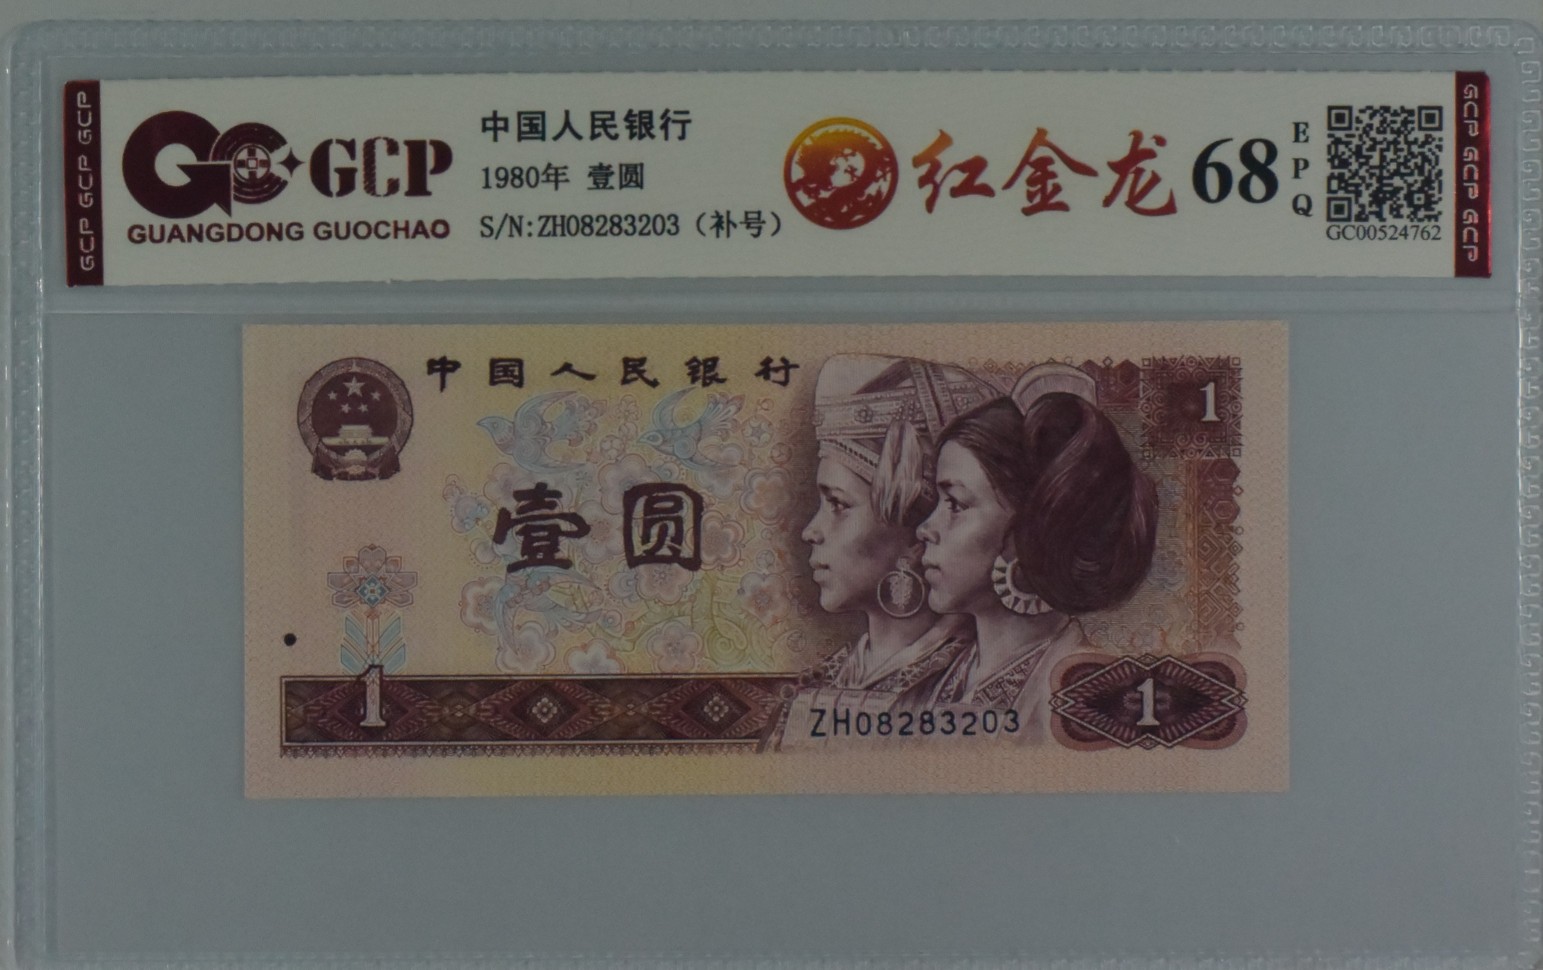 GCP GCP GCP
GCP
GUANGDONG GUOCHAO
中国人民银行
1980年 壹圆
S/N:ZH08283203（补号）
红金龙
68
EPQ
GC00524762
GCP GCP GCP
中国人民银行
1
壹圆
1
ZH08283203
1